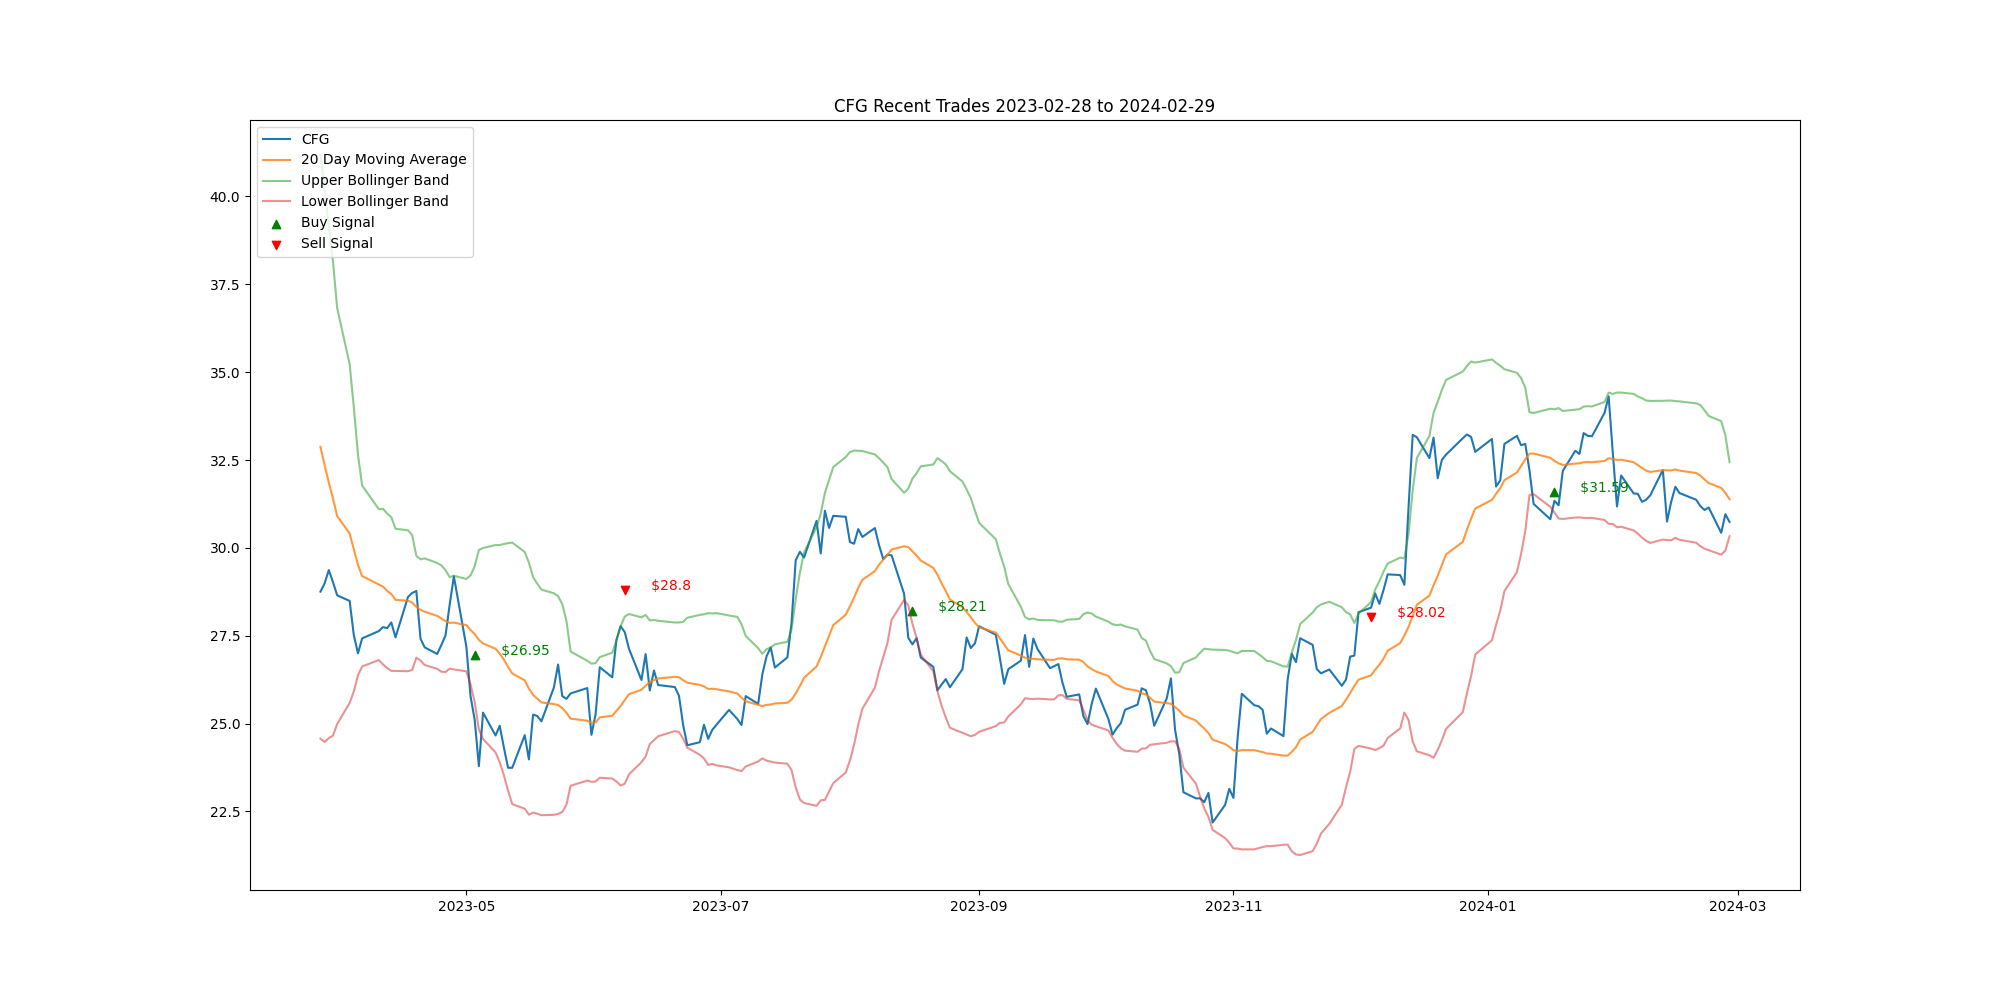 CFG Recent Trades 2023-02-28 to 2024-02-29
CFG
20 Day Moving Average
Upper Bollinger Band
Lower Bollinger Band
Buy Signal
Sell Signal
40.0
37.5
35.0
32.5
30.0
27.5
25.0
22.5
$26.95
$28.8
$28.21
$28.02
$31.59
2023-05
2023-07
2023-09
2023-11
2024-01
2024-03